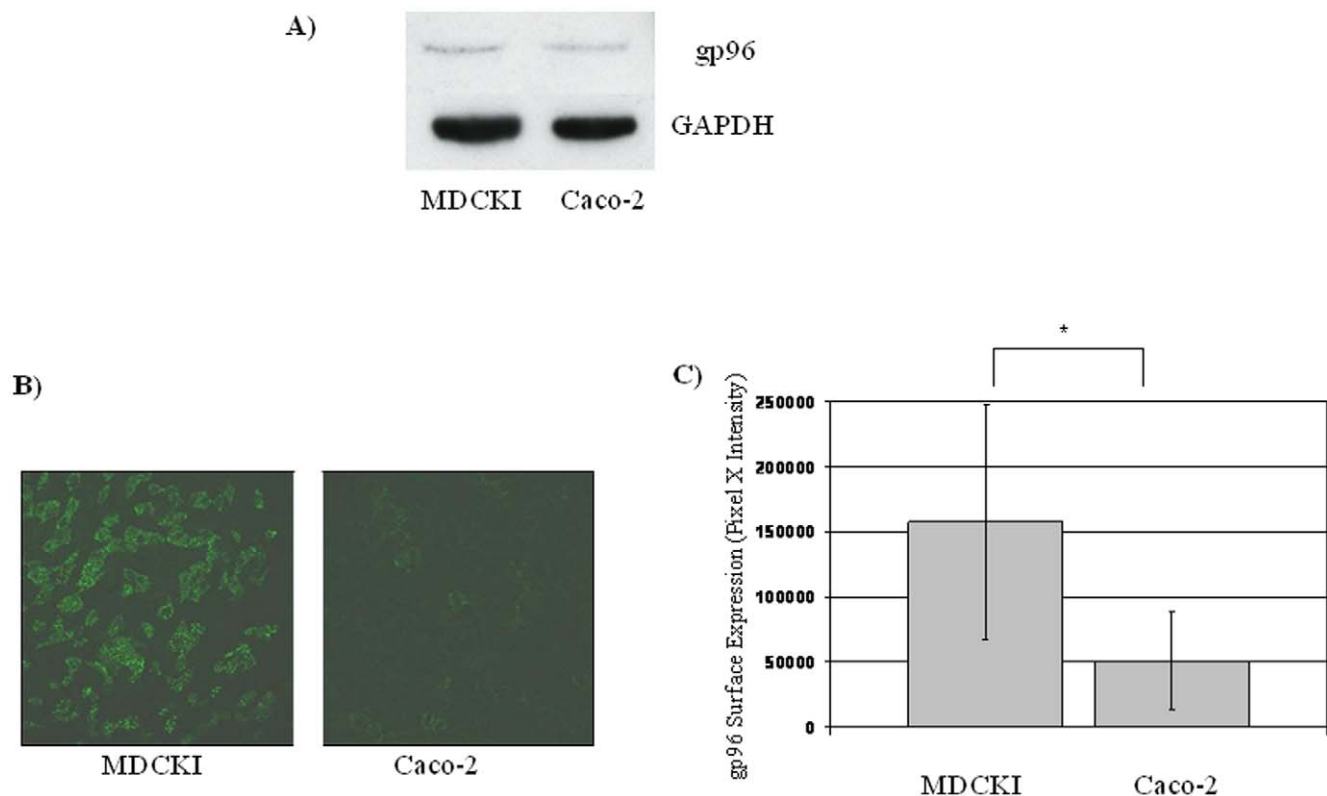 A)
gp96
GAPDH
MDCKI Caco-2
B)
MDCKI
Caco-2
C)
*
gp96 Surface Expression (Pixel X Intensity)
250000
200000
150000
100000
50000
0
MDCKI
Caco-2